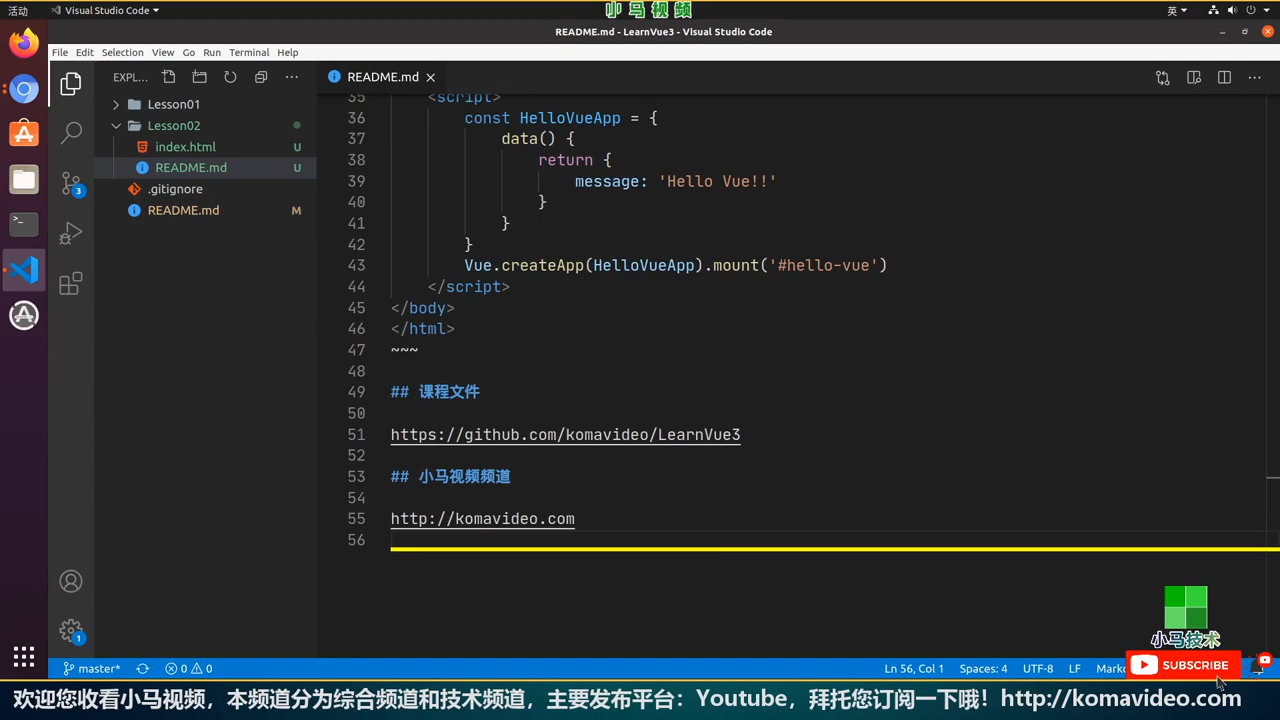 活动
Visual Studio Code
小马视频
英
README.md - LearnVue3 - Visual Studio Code
File Edit Selection View Go Run Terminal Help
EXPL...
README.md
Lesson01
Lesson02
index.html U
README.md U
.gitignore
README.md M
3
1
35 <script>
36 const HelloVueApp = {
37 data() {
38 return {
39 message: 'Hello Vue!!'
40 }
41 }
42 }
43 Vue.createApp(HelloVueApp).mount('#hello-vue')
44 </script>
45 </body>
46 </html>
47 ~~~
48
49 ## 课程文件
50
51 https://github.com/komavideo/LearnVue3
52
53 ## 小马视频频道
54
55 http://komavideo.com
56
小马技术
SUBSCRIBE
master*
0 0
Ln 56, Col 1 Spaces: 4 UTF-8 LF
欢迎您收看小马视频，本频道分为综合频道和技术频道，主要发布平台：Youtube，拜托您订阅一下哦！http://komavideo.com